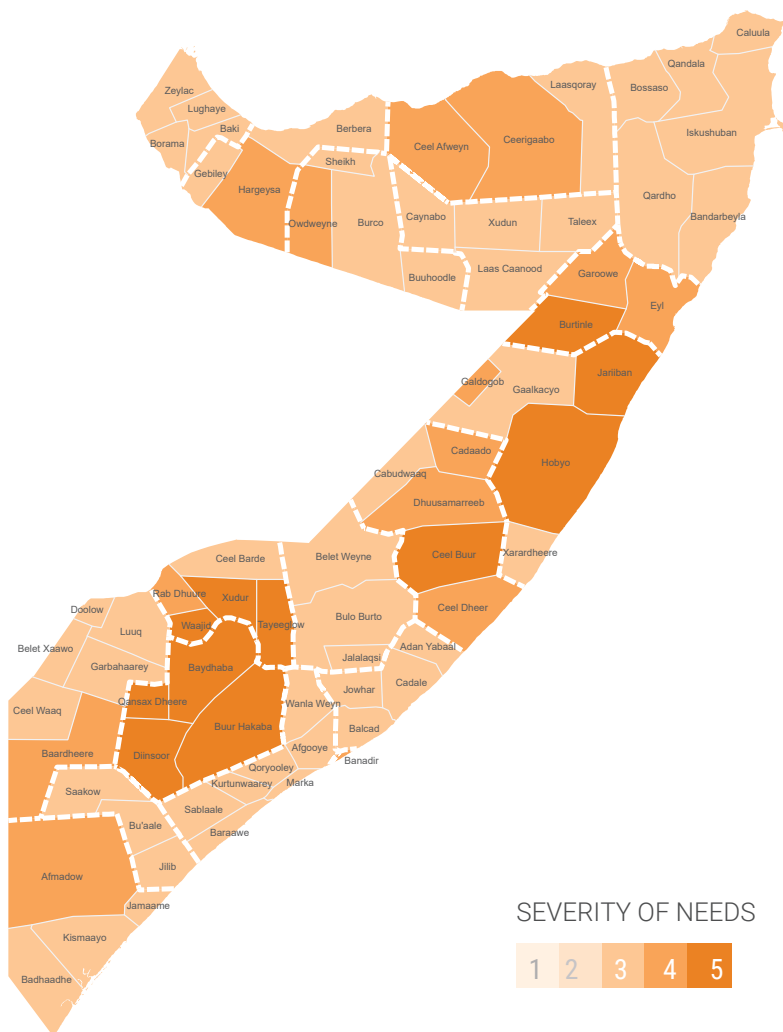 Caluula
Qandala
Zeylac
Laasqoray
Bossaso
Lughaye
Baki
Berbera
Iskushuban
Borama
Ceel Afweyn
Ceerigaabo
Sheikh
Gebiley
Hargeysa
Qardho
Bandarbeyla
Owdweyne
Burco
Caynabo
Xudun
Taleex
Buuhoodle
Laas Caanood
Garoowe
Eyl
Burtinle
Jariiban
Galdogob
Gaalkacyo
Cadaado
Hobyo
Cabudwaaq
Dhuusamarreeb
Ceel Barde
Belet Weyne
Ceel Buur
Xarardheere
Rab Dhuure
Xudur
Doolow
Tayeeglow
Ceel Dheer
Waajid
Luuq
Bulo Burto
Belet Xaawo
Adan Yabaal
Garbahaarey
Baydhaba
Jalalaqsi
Cadale
Jowhar
Qansax Dheere
Wanla Weyn
Ceel Waaq
Buur Hakaba
Balcad
Baardheere
Diinsoor
Afgooye
Banadir
Qoryooley
Saakow
Kurtunwaarey
Marka
Sablaale
Bu'aale
Baraawe
Jilib
Afmadow
Jamaame
Kismaayo
Badhaadhe
SEVERITY OF NEEDS
1 2 3 4 5